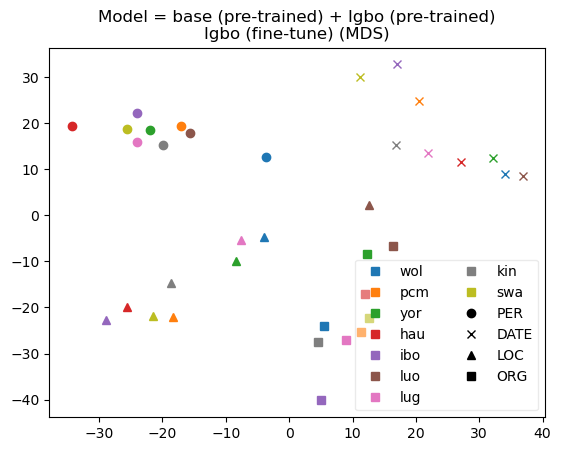 Model = base (pre-trained) + Igbo (pre-trained)
Igbo (fine-tune) (MDS)
30
20
10
0
−10
−20
−30
−40
wol
pcm
yor
hau
ibo
luo
lug
kin
swa
PER
DATE
LOC
ORG
−30 −20 −10 0 10 20 30 40